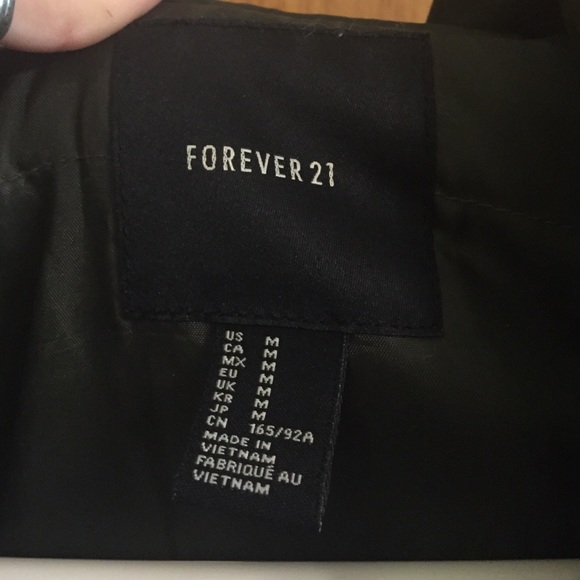 FOREVER 21
US M
CA M
MX M
EU M
UK M
KR M
JP M
CN 165/92A
MADE IN
VIETNAM
FABRIQUÉ AU
VIETNAM